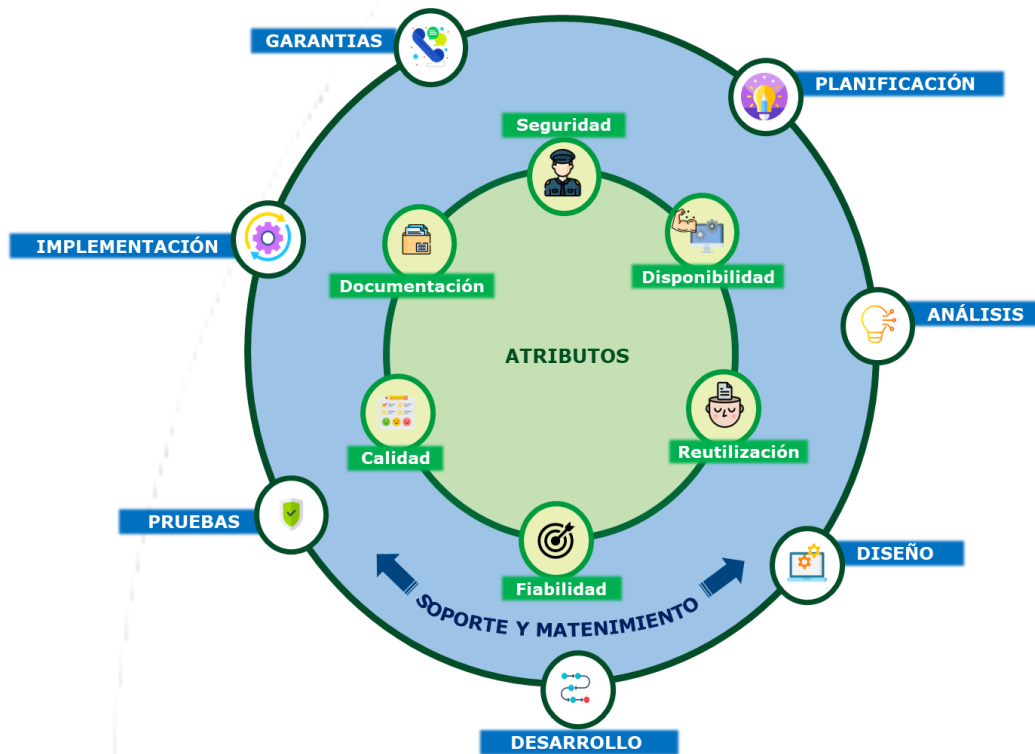 GARANTIAS
PLANIFICACIÓN
Seguridad
IMPLEMENTACIÓN
Documentación
Disponibilidad
ANÁLISIS
ATRIBUTOS
Calidad
Reutilización
PRUEBAS
DISEÑO
Fiabilidad
SOPORTE Y MATENIMIENTO
DESARROLLO